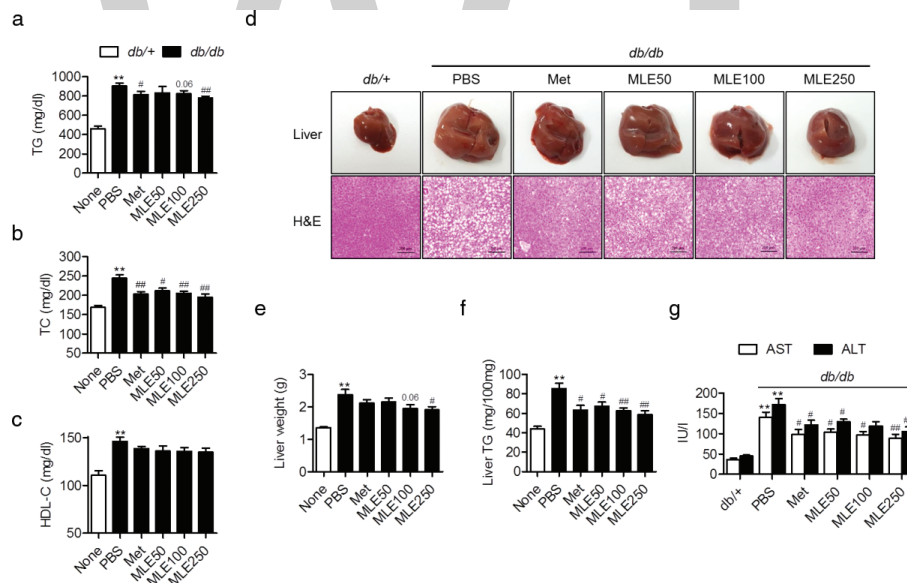 a
db/+ db/db
TG (mg/dl)
1000
800
600
400
200
0
**
#
0.06
##
None
PBS
Met
MLE50
MLE100
MLE250
b
TC (mg/dl)
300
250
200
150
100
50
**
##
#
##
##
None
PBS
Met
MLE50
MLE100
MLE250
c
HDL-C (mg/dl)
150
100
50
**
None
PBS
Met
MLE50
MLE100
MLE250
d
db/db
db/+ PBS Met MLE50 MLE100 MLE250
Liver
H&E
e
Liver weight (g)
3
2
1
0
**
0.06
#
None
PBS
Met
MLE50
MLE100
MLE250
f
Liver TG (mg/100mg)
100
80
60
40
20
0
**
#
#
##
##
None
PBS
Met
MLE50
MLE100
MLE250
g
AST ALT
db/db
IU/l
200
150
100
50
0
**
**
#
#
#
#
#
##
#
db/+
PBS
Met
MLE50
MLE100
MLE250